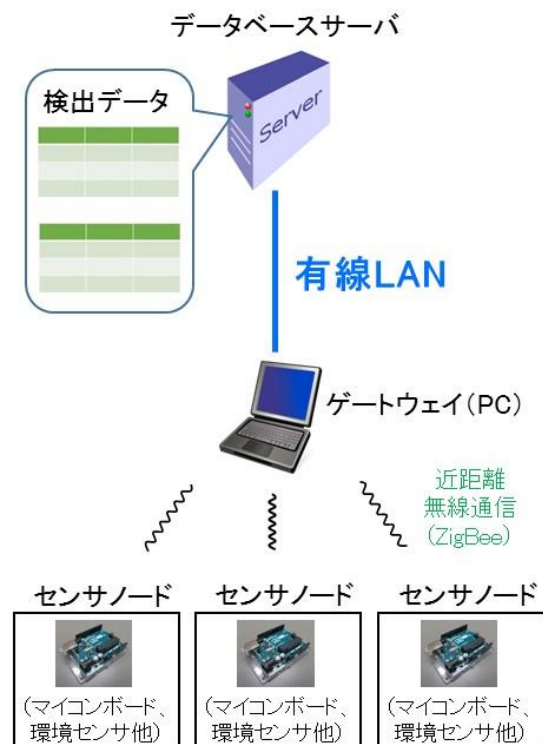 データベースサーバ
検出データ
Server
有線LAN
ゲートウェイ(PC)
近距離
無線通信
(ZigBee)
センサノード
センサノード
センサノード
(マイコンボード、
環境センサ他)
(マイコンボード、
環境センサ他)
(マイコンボード、
環境センサ他)